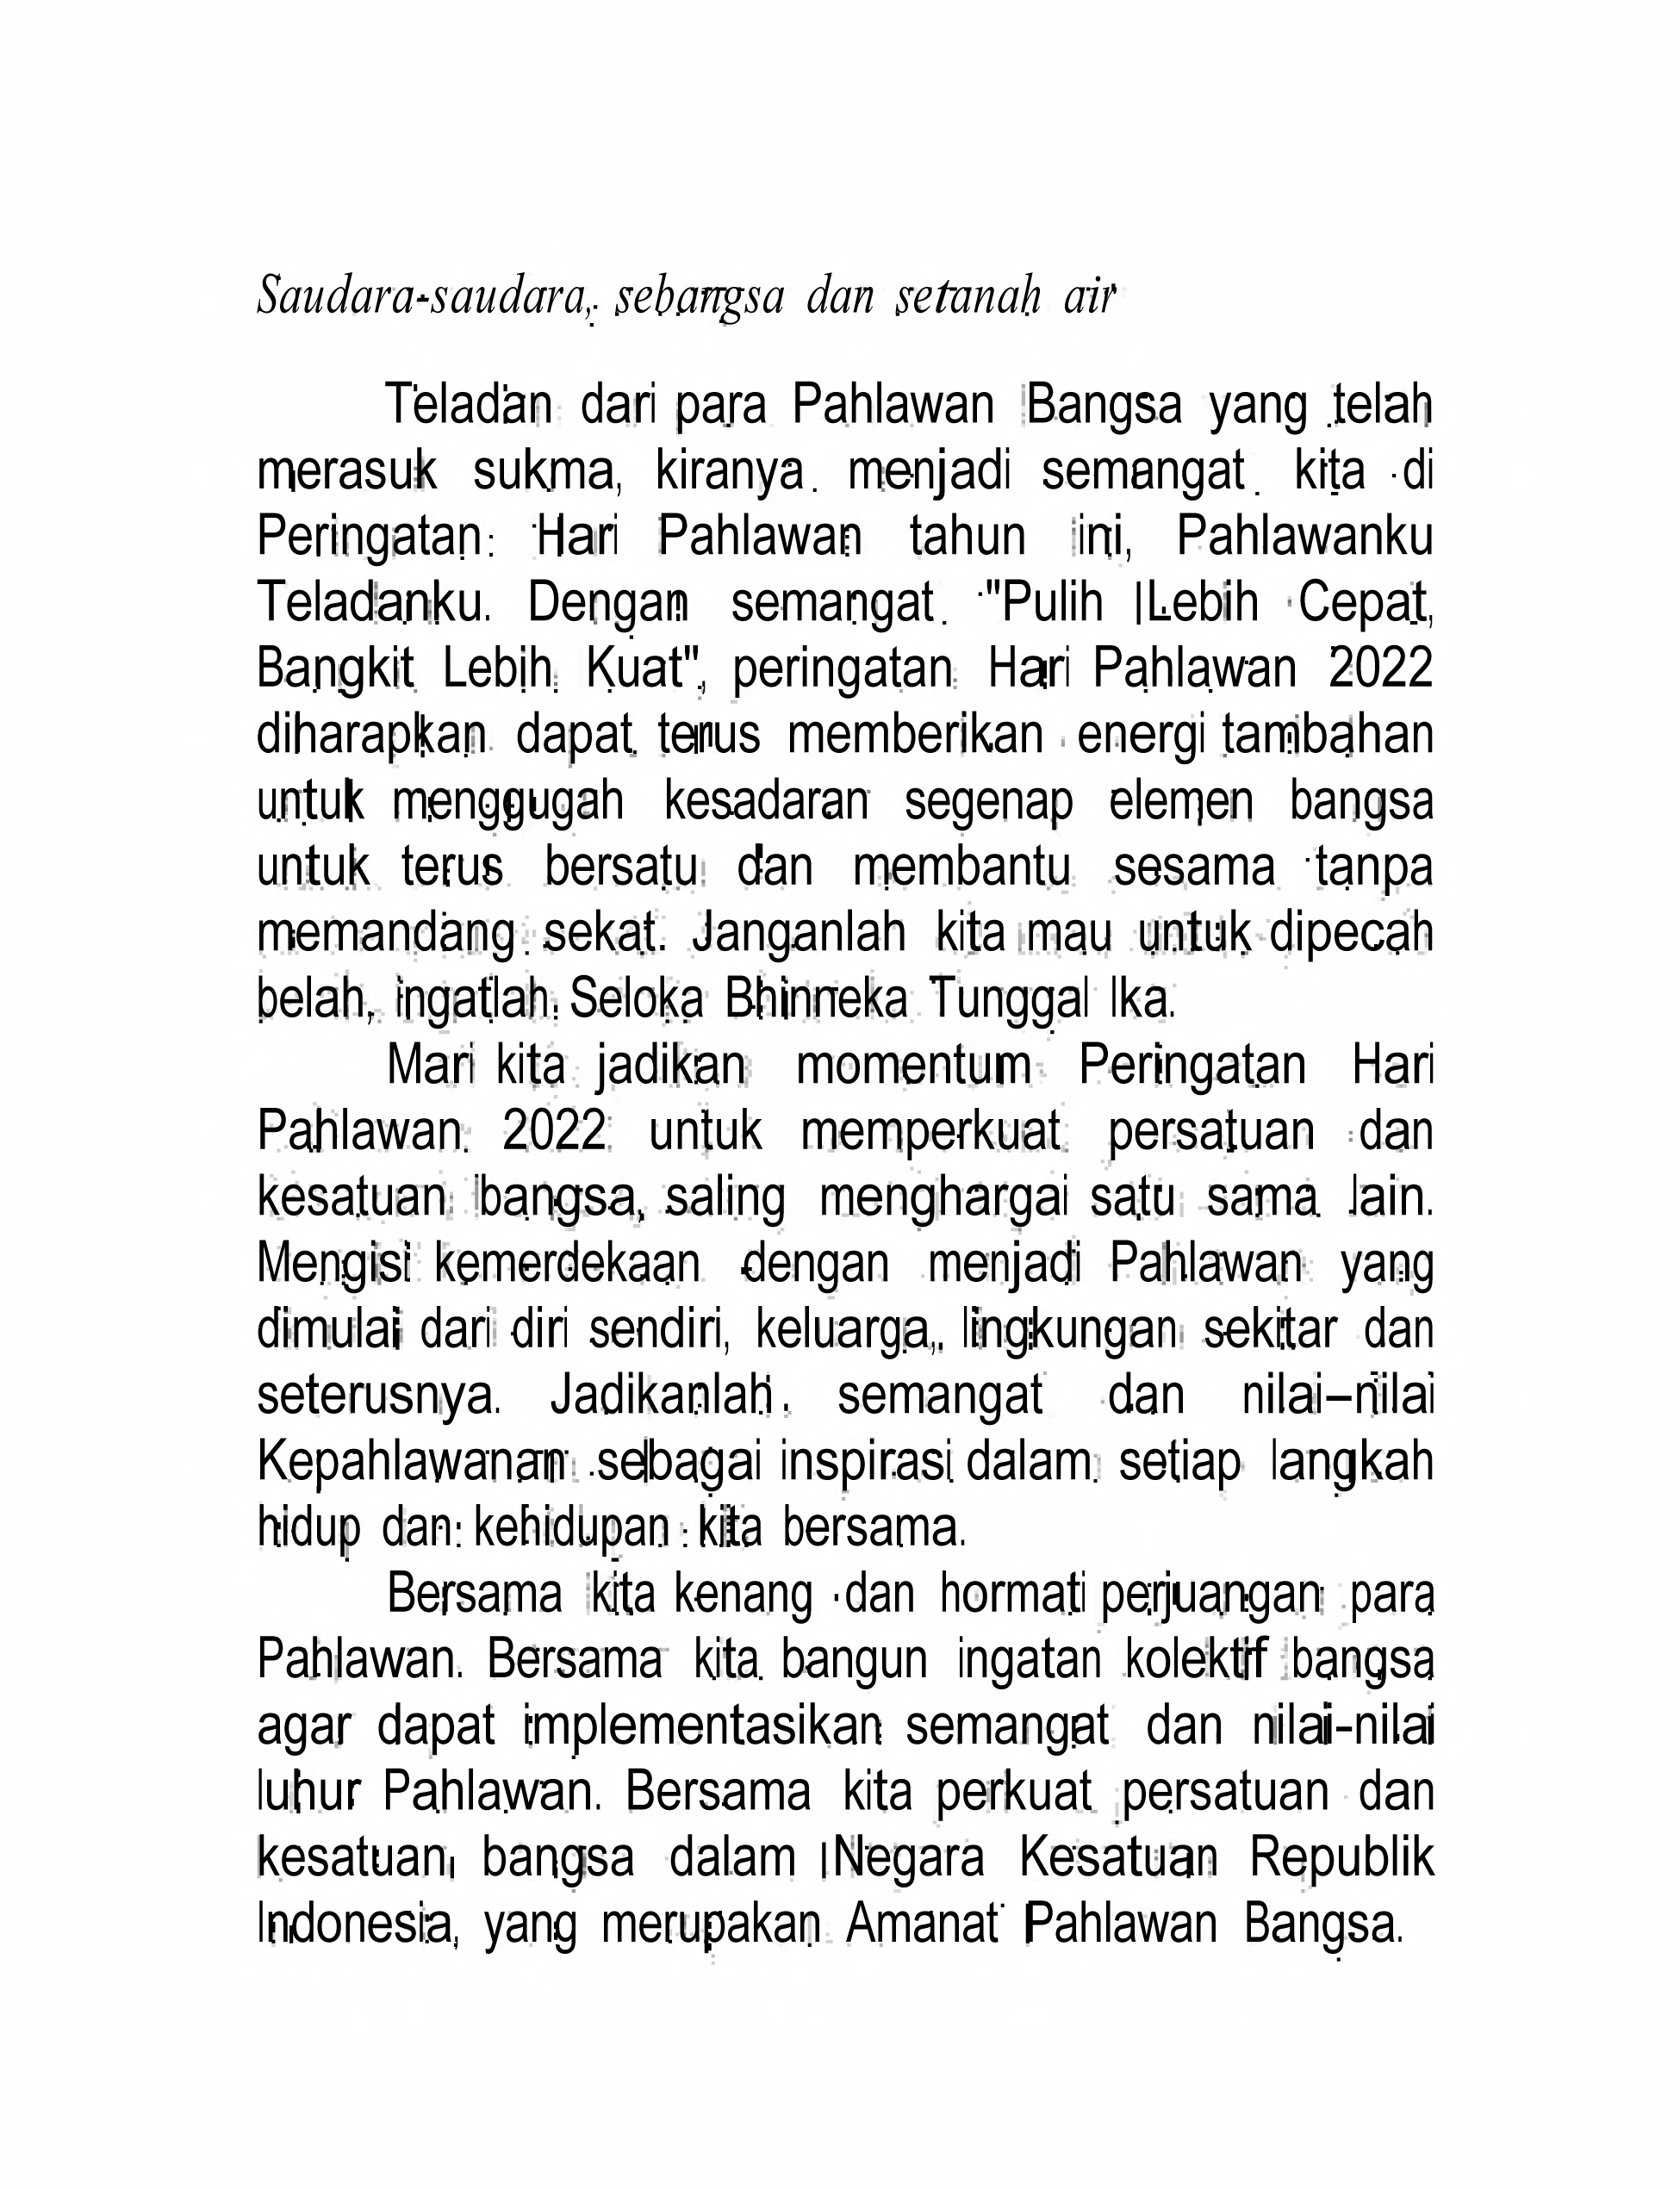 Saudara-saudara, sebangsa dan setanah air
Teladan dari para Pahlawan Bangsa yang telah
merasuk sukma, kiranya menjadi semangat kita di
Peringatan Hari Pahlawan tahun ini, Pahlawanku
Teladanku. Dengan semangat "Pulih Lebih Cepat,
Bangkit Lebih Kuat", peringatan Hari Pahlawan 2022
diharapkan dapat terus memberikan energi tambahan
untuk menggugah kesadaran segenap elemen bangsa
untuk terus bersatu dan membantu sesama tanpa
memandang sekat. Janganlah kita mau untuk dipecah
belah, ingatlah Seloka Bhinneka Tunggal Ika.
Mari kita jadikan momentum Peringatan Hari
Pahlawan 2022 untuk memperkuat persatuan dan
kesatuan bangsa, saling menghargai satu sama lain.
Mengisi kemerdekaan dengan menjadi Pahlawan yang
dimulai dari diri sendiri, keluarga, lingkungan sekitar dan
seterusnya. Jadikanlah semangat dan nilai–nilai
Kepahlawanan sebagai inspirasi dalam setiap langkah
hidup dan kehidupan kita bersama.
Bersama kita kenang dan hormati perjuangan para
Pahlawan. Bersama kita bangun ingatan kolektif bangsa
agar dapat implementasikan semangat dan nilai-nilai
luhur Pahlawan. Bersama kita perkuat persatuan dan
kesatuan bangsa dalam Negara Kesatuan Republik
Indonesia, yang merupakan Amanat Pahlawan Bangsa.